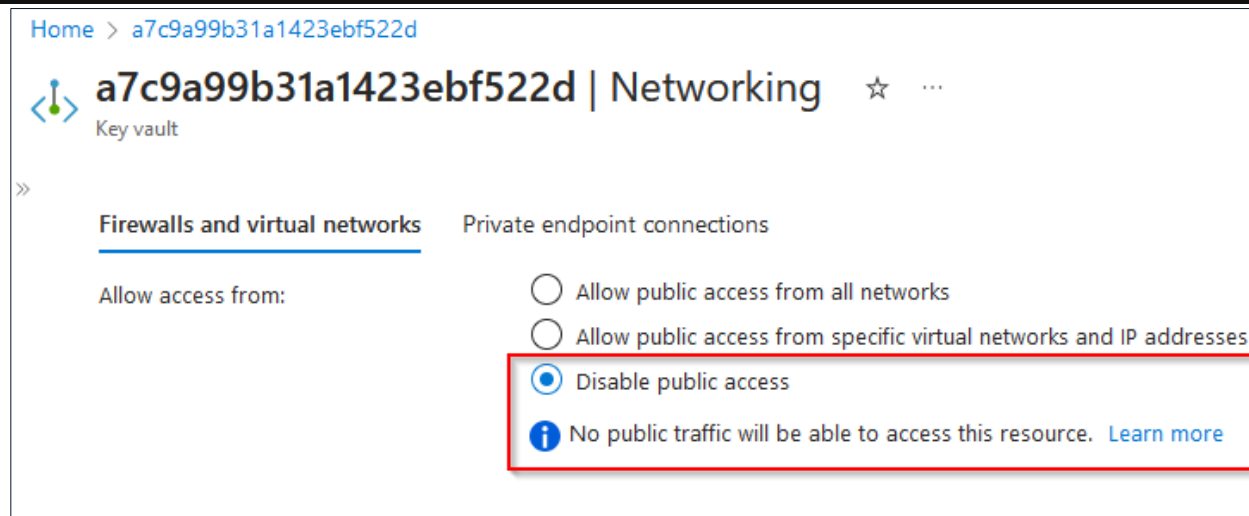 Home > a7c9a99b31a1423ebf522d
a7c9a99b31a1423ebf522d | Networking ☆ ···
Key vault
»
Firewalls and virtual networks Private endpoint connections
Allow access from: Allow public access from all networks
Allow public access from specific virtual networks and IP addresses
Disable public access
No public traffic will be able to access this resource. Learn more